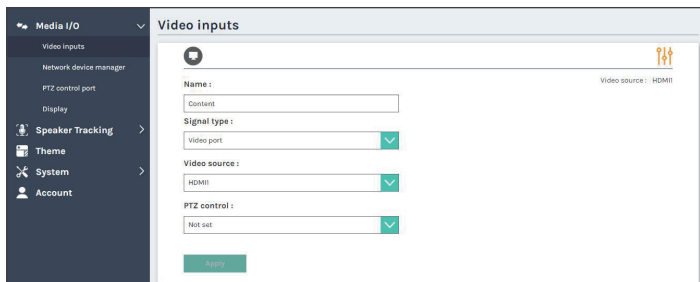 Media I/O
Video inputs
Network device manager
PTZ control port
Display
Speaker Tracking
Theme
System
Account
Video inputs
Video source : HDMI1
Name :
Content
Signal type :
Video port
Video source :
HDMI1
PTZ control :
Not set
Apply